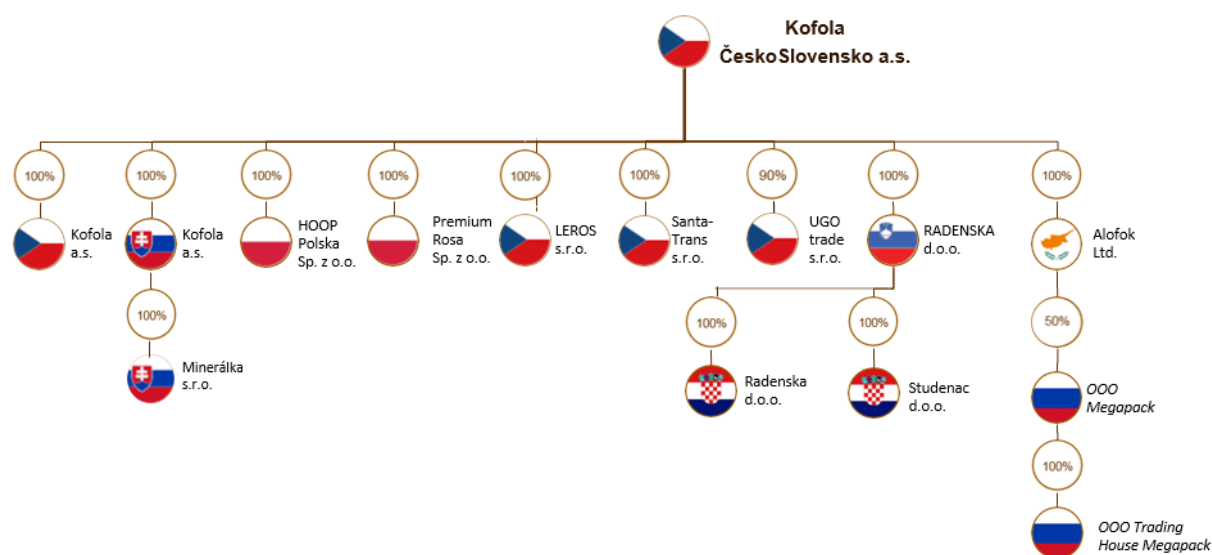 Kofola
ČeskoSlovensko a.s.
100%
100%
100%
100%
100%
100%
90%
100%
100%
Kofola
a.s.
Kofola
a.s.
HOOP
Polska
Sp. z o.o.
Premium
Rosa
Sp. z o.o.
LEROS
s.r.o.
Santa-
Trans
s.r.o.
UGO
trade
s.r.o.
RADENSKA
d.o.o.
Alofok
Ltd.
100%
100%
100%
50%
Minerálka
s.r.o.
Radenska
d.o.o.
Studenac
d.o.o.
OOO
Megapack
100%
OOO Trading
House Megapack